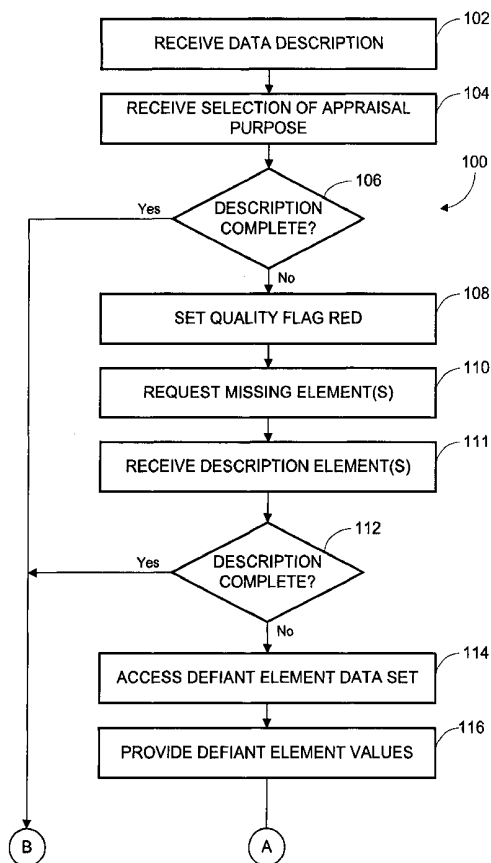 RECEIVE DATA DESCRIPTION
102
RECEIVE SELECTION OF APPRAISAL
PURPOSE
104
100
106
DESCRIPTION
COMPLETE?
Yes
No
SET QUALITY FLAG RED
108
REQUEST MISSING ELEMENT(S)
110
RECEIVE DESCRIPTION ELEMENT(S)
111
112
DESCRIPTION
COMPLETE?
Yes
No
ACCESS DEFIANT ELEMENT DATA SET
114
PROVIDE DEFIANT ELEMENT VALUES
116
B
A